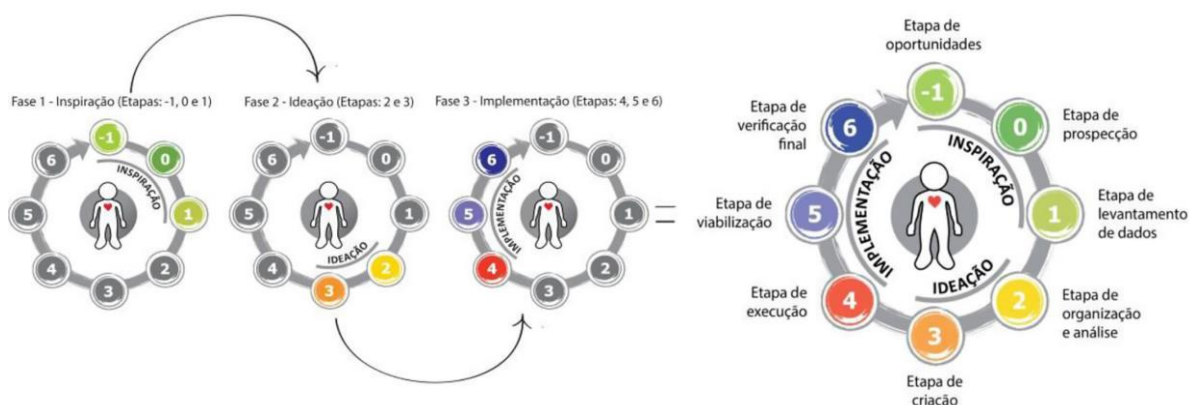 Fase 1 - Inspiração (Etapas: -1, 0 e 1)
-1
0
1
2
3
4
5
6
INSPIRAÇÃO
Fase 2 - Ideação (Etapas: 2 e 3)
-1
0
1
2
3
4
5
6
IDEAÇÃO
Fase 3 - Implementação (Etapas: 4, 5 e 6)
-1
0
1
2
3
4
5
6
IMPLEMENTAÇÃO
=
Etapa de
oportunidades
-1
Etapa de
prospecção
0
Etapa de
levantamento
de dados
1
Etapa de
organização
e análise
2
Etapa de
criação
3
Etapa de
execução
4
Etapa de
viabilização
5
Etapa de
verificação
final
6
INSPIRAÇÃO
IDEAÇÃO
IMPLEMENTAÇÃO